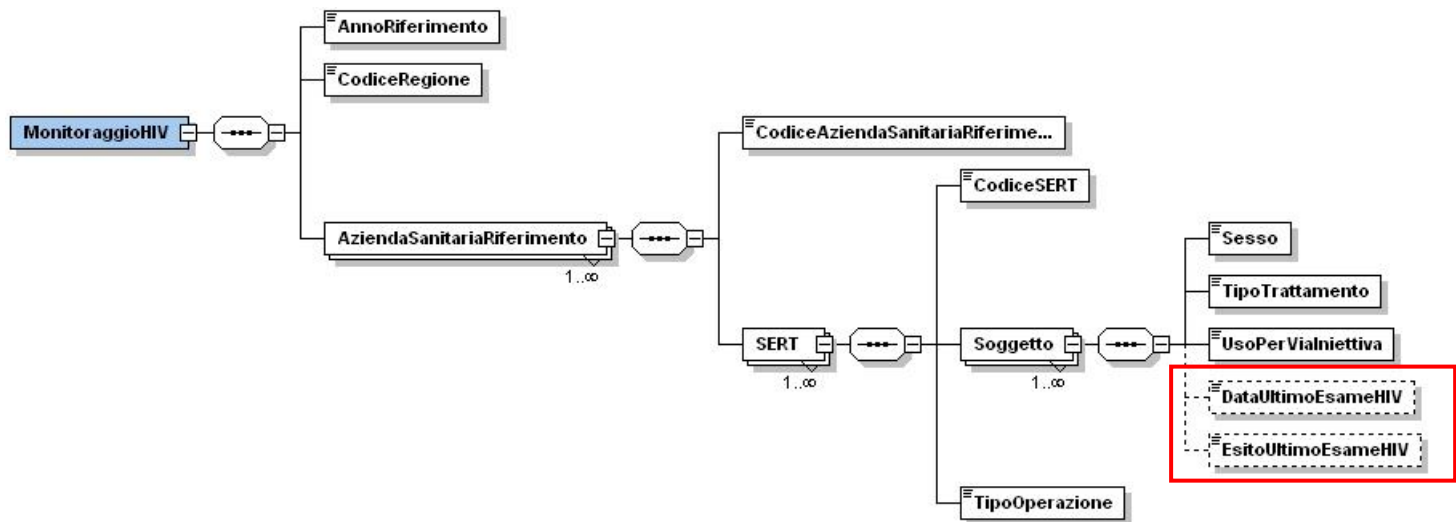 AnnoRiferimento
CodiceRegione
MonitoraggioHIV
CodiceAziendaSanitariaRiferime...
CodiceSERT
AziendaSanitariaRiferimento
1..∞
Sesso
TipoTrattamento
SERT
1..∞
Soggetto
1..∞
UsoPerViaIniettiva
DataUltimoEsameHIV
EsitoUltimoEsameHIV
TipoOperazione